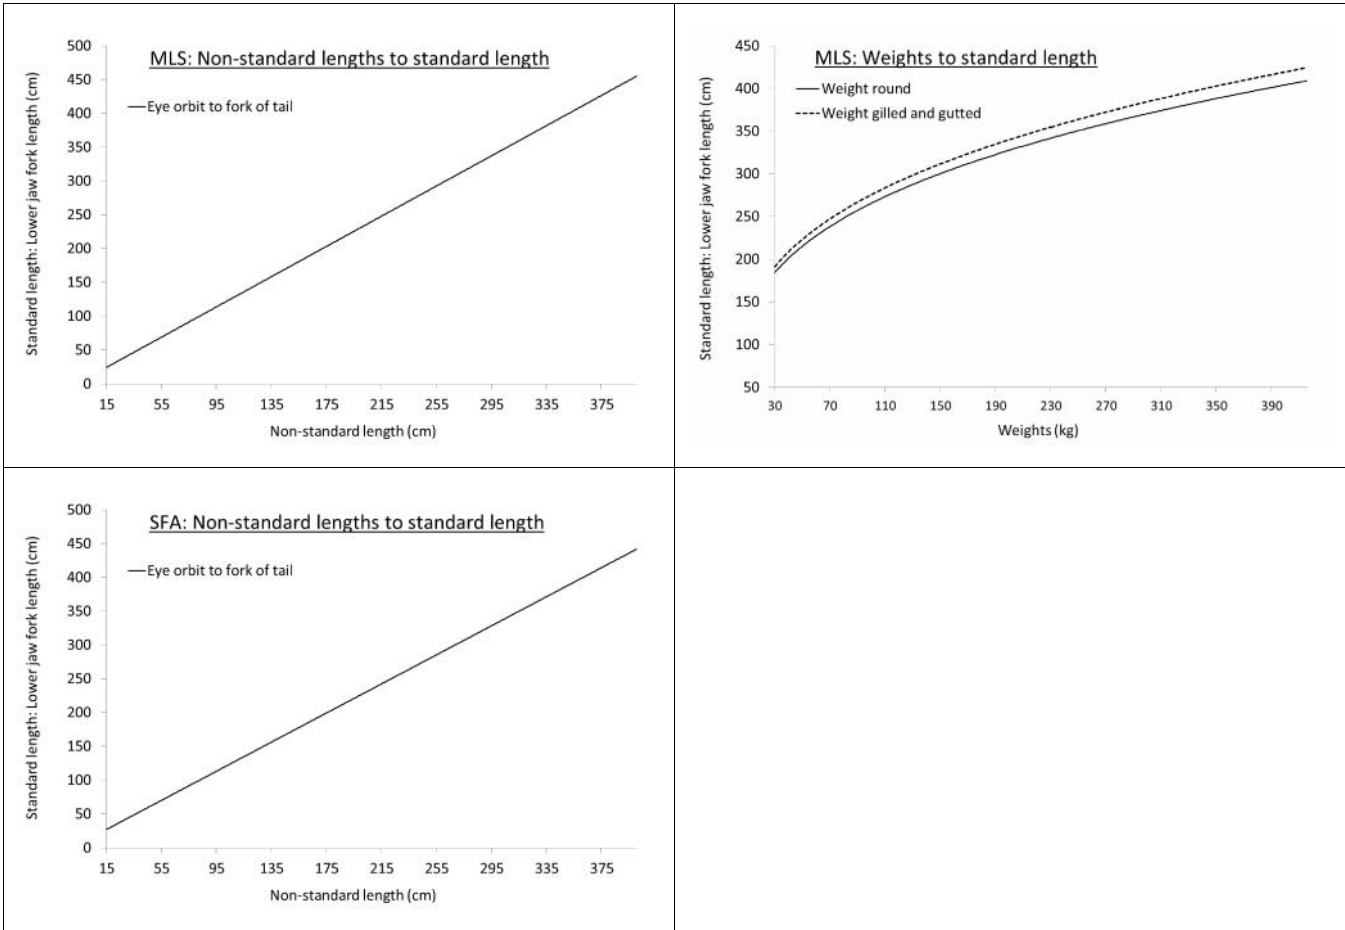 MLS: Non-standard lengths to standard length
Eye orbit to fork of tail
Standard length: Lower jaw fork length (cm)
500
450
400
350
300
250
200
150
100
50
0
15 55 95 135 175 215 255 295 335 375
Non-standard length (cm)
MLS: Weights to standard length
Weight round
Weight gilled and gutted
Standard length: Lower jaw fork length (cm)
450
400
350
300
250
200
150
100
50
30 70 110 150 190 230 270 310 350 390
Weights (kg)
SFA: Non-standard lengths to standard length
Eye orbit to fork of tail
Standard length: Lower jaw fork length (cm)
500
450
400
350
300
250
200
150
100
50
0
15 55 95 135 175 215 255 295 335 375
Non-standard length (cm)